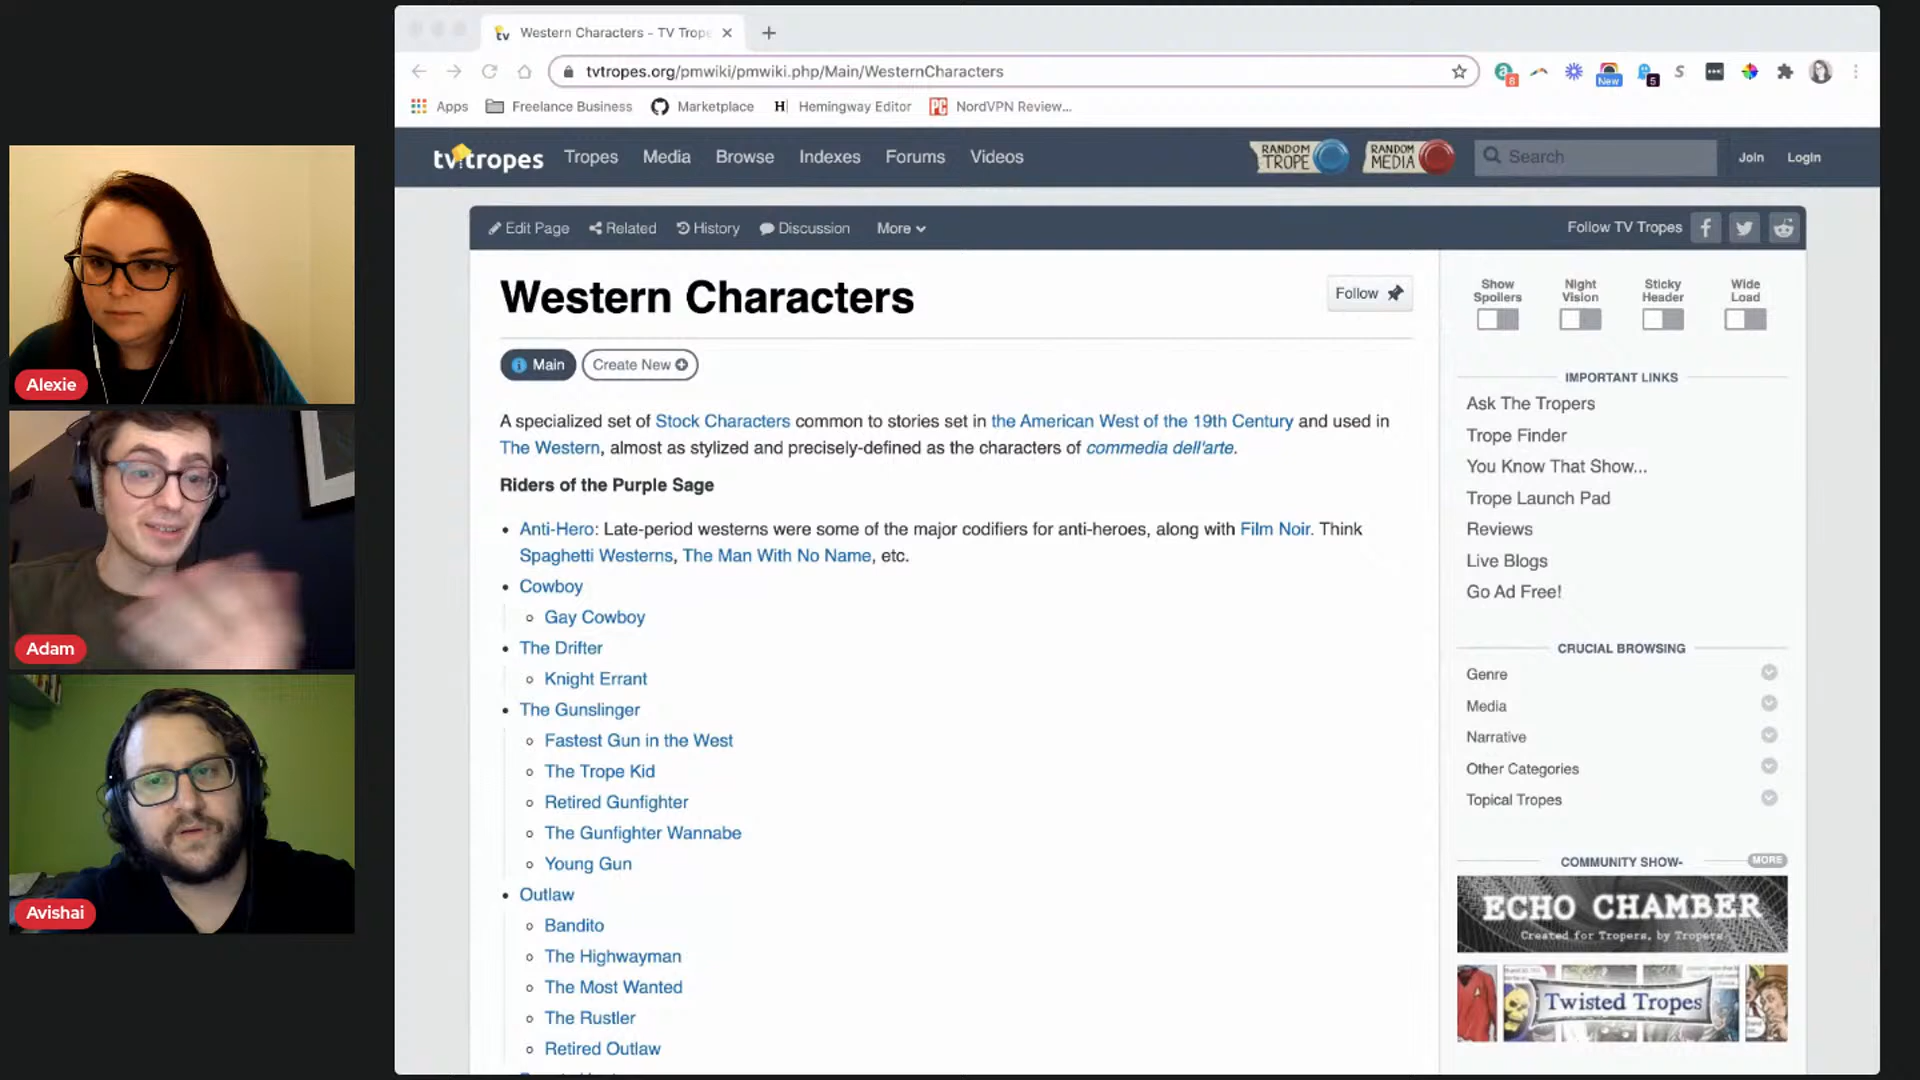 Western Characters - TV Trope
tvtropes.org/pmwiki/pmwiki.php/Main/WesternCharacters
8
New
5
S
Apps
Freelance Business
Marketplace
H Hemingway Editor
PC NordVPN Review...
tvtropes
Tropes
Media
Browse
Indexes
Forums
Videos
RANDOM TROPE
RANDOM MEDIA
Search
Join
Login
Edit Page
Related
History
Discussion
More
Follow TV Tropes
Western Characters
Follow
Main
Create New
A specialized set of Stock Characters common to stories set in the American West of the 19th Century and used in
The Western, almost as stylized and precisely-defined as the characters of commedia dell'arte.
Riders of the Purple Sage
• Anti-Hero: Late-period westerns were some of the major codifiers for anti-heroes, along with Film Noir. Think
Spaghetti Westerns, The Man With No Name, etc.
• Cowboy
Gay Cowboy
• The Drifter
Knight Errant
• The Gunslinger
Fastest Gun in the West
The Trope Kid
Retired Gunfighter
The Gunfighter Wannabe
Young Gun
• Outlaw
Bandito
The Highwayman
The Most Wanted
The Rustler
Retired Outlaw
Show Spoilers
Night Vision
Sticky Header
Wide Load
IMPORTANT LINKS
Ask The Tropers
Trope Finder
You Know That Show...
Trope Launch Pad
Reviews
Live Blogs
Go Ad Free!
CRUCIAL BROWSING
Genre
Media
Narrative
Other Categories
Topical Tropes
COMMUNITY SHOW-
MORE
ECHO CHAMBER
Created for Tropers, by Tropers
Twisted Tropes
Alexie
Adam
Avishai